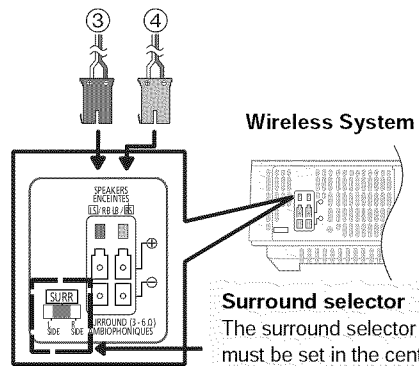 ③ ④
Wireless System
SPEAKERS
ENCEINTES
LS / RB LB / RS
⊕
⊖
SURR
L R
SIDE SIDE
SURROUND (3 - 6 Ω)
AMBIOPHONIQUES
Surround selector
The surround selector
must be set in the cent